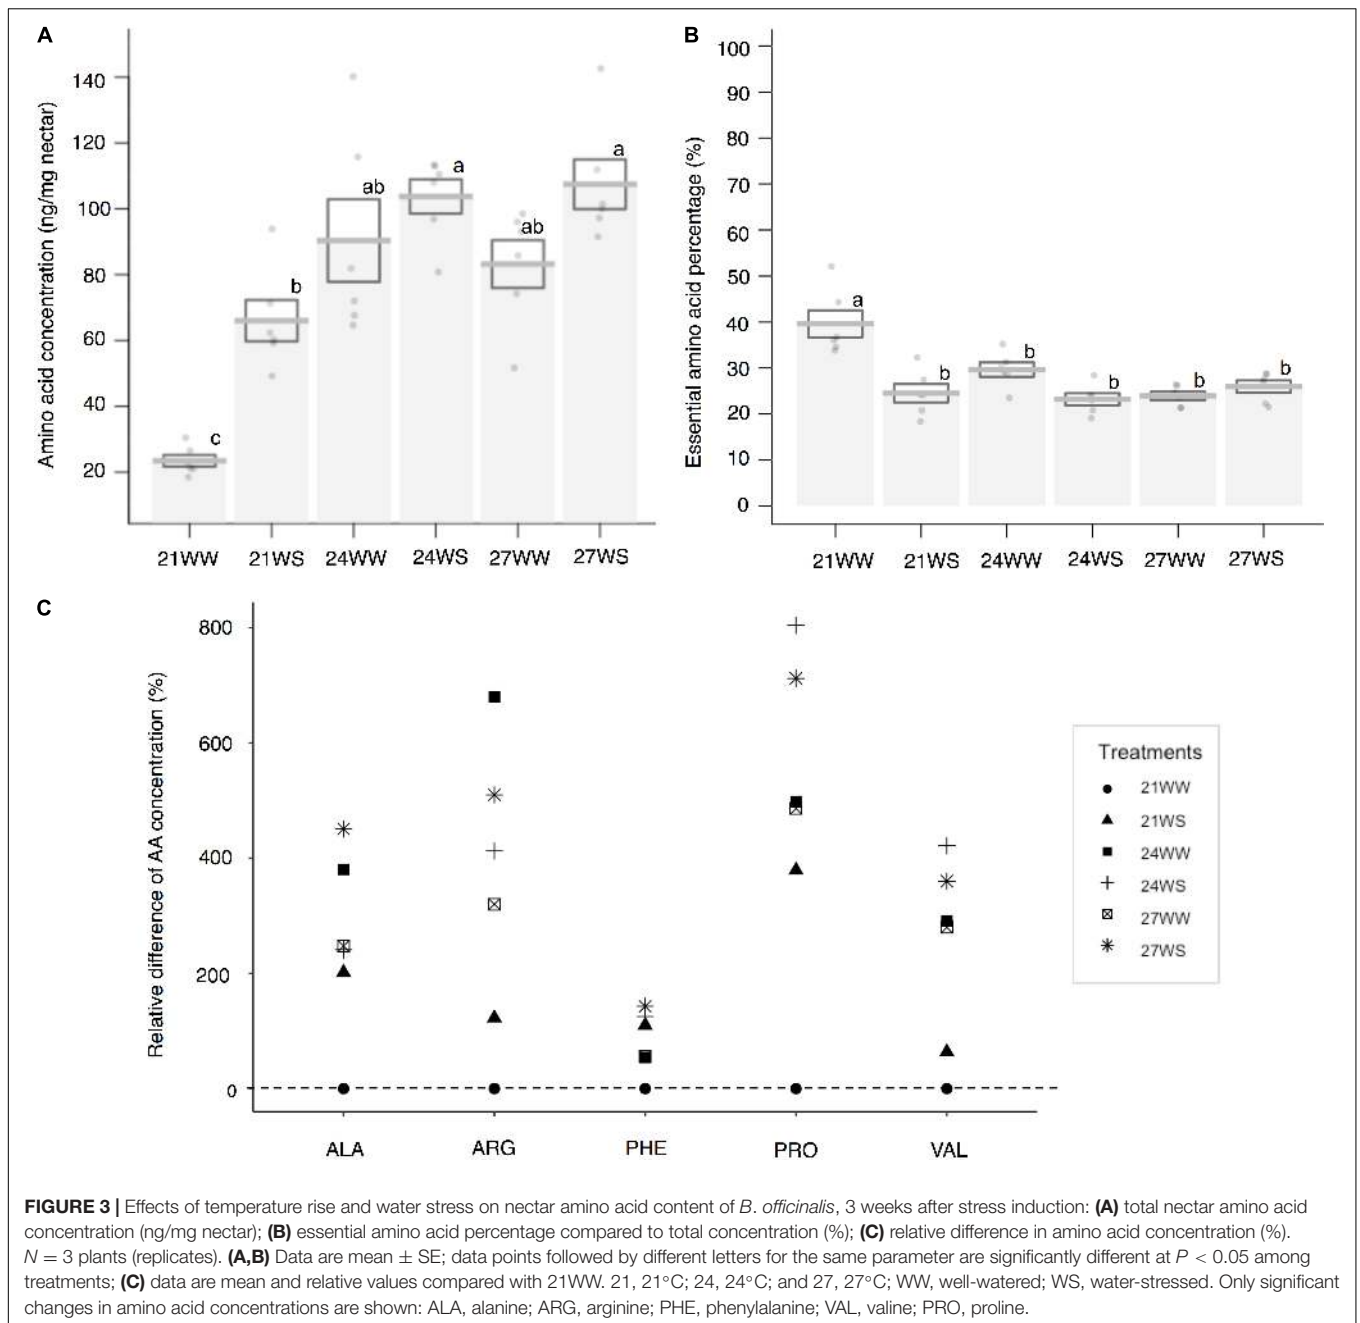 A
Amino acid concentration (ng/mg nectar)
140
120
100
80
60
40
20
c
b
ab
a
ab
a
21WW 21WS 24WW 24WS 27WW 27WS
B
Essential amino acid percentage (%)
100
90
80
70
60
50
40
30
20
10
0
a
b
b
b
b
b
21WW 21WS 24WW 24WS 27WW 27WS
C
Relative difference of AA concentration (%)
800
600
400
200
0
ALA ARG PHE PRO VAL
Treatments
21WW
21WS
24WW
24WS
27WW
27WS
FIGURE 3 | Effects of temperature rise and water stress on nectar amino acid content of B. officinalis, 3 weeks after stress induction: (A) total nectar amino acid
concentration (ng/mg nectar); (B) essential amino acid percentage compared to total concentration (%); (C) relative difference in amino acid concentration (%).
N = 3 plants (replicates). (A,B) Data are mean ± SE; data points followed by different letters for the same parameter are significantly different at P < 0.05 among
treatments; (C) data are mean and relative values compared with 21WW. 21, 21°C; 24, 24°C; and 27, 27°C; WW, well-watered; WS, water-stressed. Only significant
changes in amino acid concentrations are shown: ALA, alanine; ARG, arginine; PHE, phenylalanine; VAL, valine; PRO, proline.